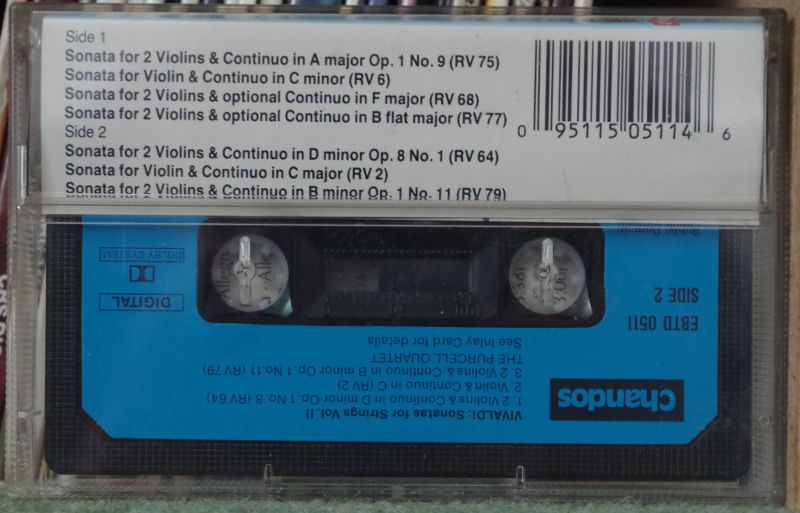 Side 1
Sonata for 2 Violins & Continuo in A major Op. 1 No. 9 (RV 75)
Sonata for Violin & Continuo in C minor (RV 6)
Sonata for 2 Violins & optional Continuo in F major (RV 68)
Sonata for 2 Violins & optional Continuo in B flat major (RV 77)
Side 2
Sonata for 2 Violins & Continuo in D minor Op. 8 No. 1 (RV 64)
Sonata for Violin & Continuo in C major (RV 2)
Sonata for 2 Violins & Continuo in B minor Op. 1 No. 11 (RV 79)
0 95115 05114 6
Chandos
VIVALDI: Sonatas for Strings Vol. II
1. 2 Violins & Continuo in D minor Op. 1 No. 8 (RV 64)
2. Violin & Continuo in C (RV 2)
3. 2 Violins & Continuo in B minor Op. 1 No. 11 (RV 79)
THE PURCELL QUARTET
See Inlay Card for details
EBTD 0511
SIDE 2
Public Domain
DIGITAL
DOLBY SYSTEM